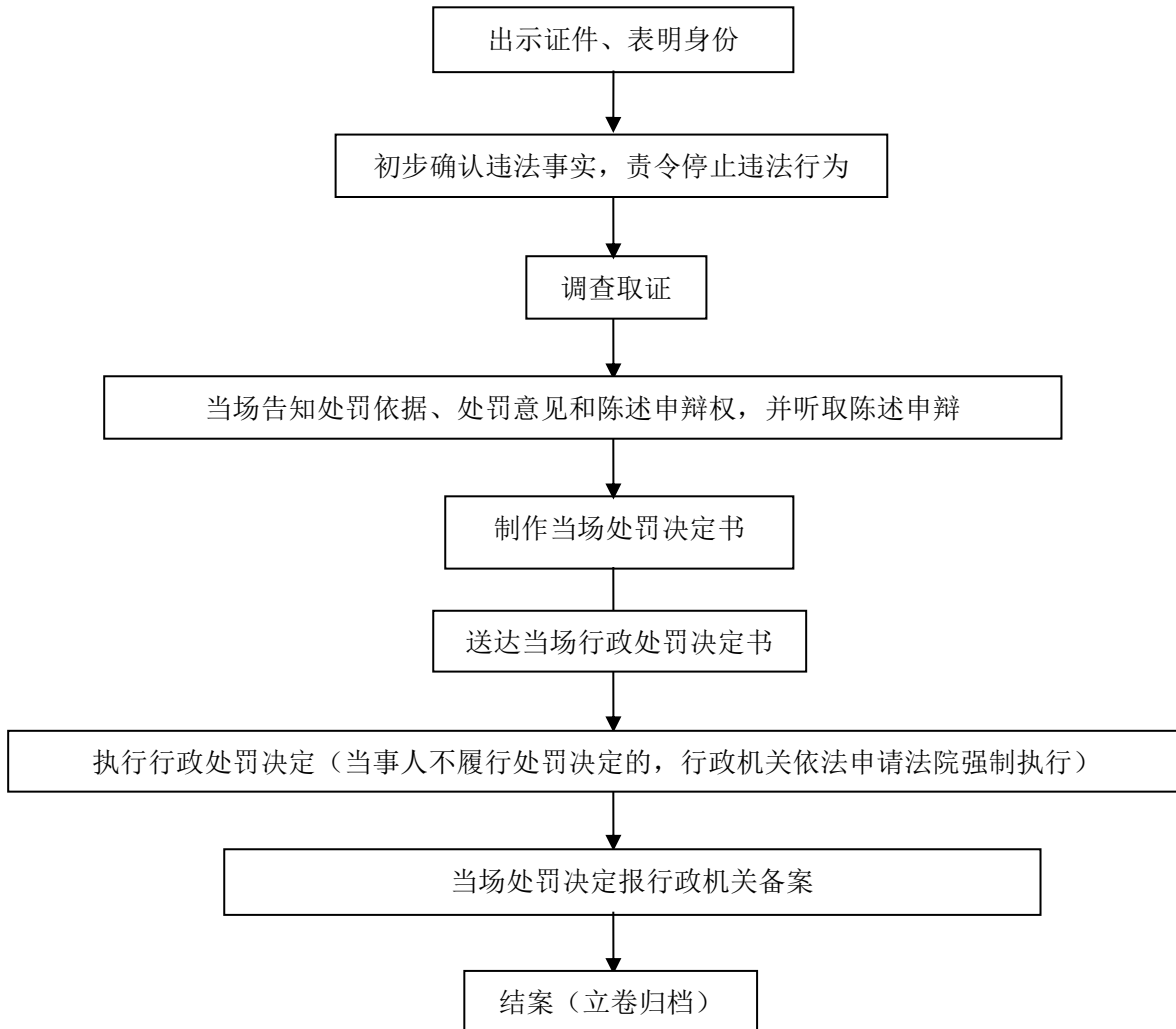 出示证件、表明身份
初步确认违法事实，责令停止违法行为
调查取证
当场告知处罚依据、处罚意见和陈述申辩权，并听取陈述申辩
制作当场处罚决定书
送达当场行政处罚决定书
执行行政处罚决定（当事人不履行处罚决定的，行政机关依法申请法院强制执行）
当场处罚决定报行政机关备案
结案（立卷归档）